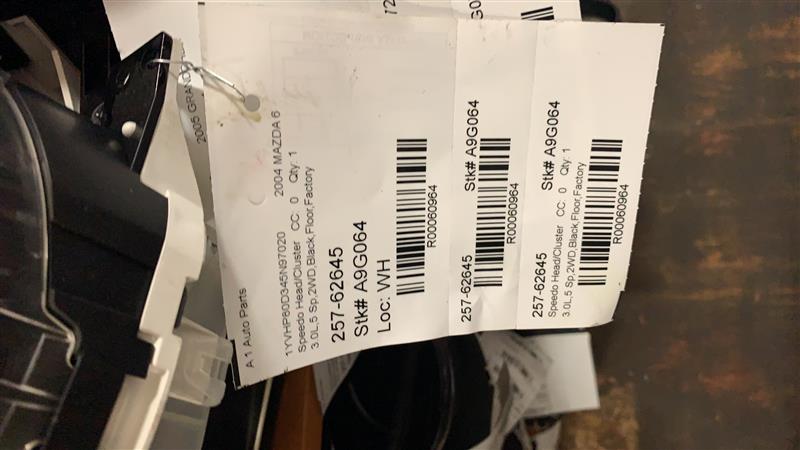 A 1 Auto Parts
1YVHP80D345N97020 2004 MAZDA 6
Speedo Head/Cluster CC: 0 Qty: 1
3.0L,5 Sp,2WD,Black,Floor,Factory
257-62645
Stk# A9G064
Loc: WH
R00060964
257-62645 Stk# A9G064
R00060964
257-62645 Stk# A9G064
Speedo Head/Cluster CC: 0 Qty: 1
3.0L,5 Sp,2WD,Black,Floor,Factory
R00060964
2005